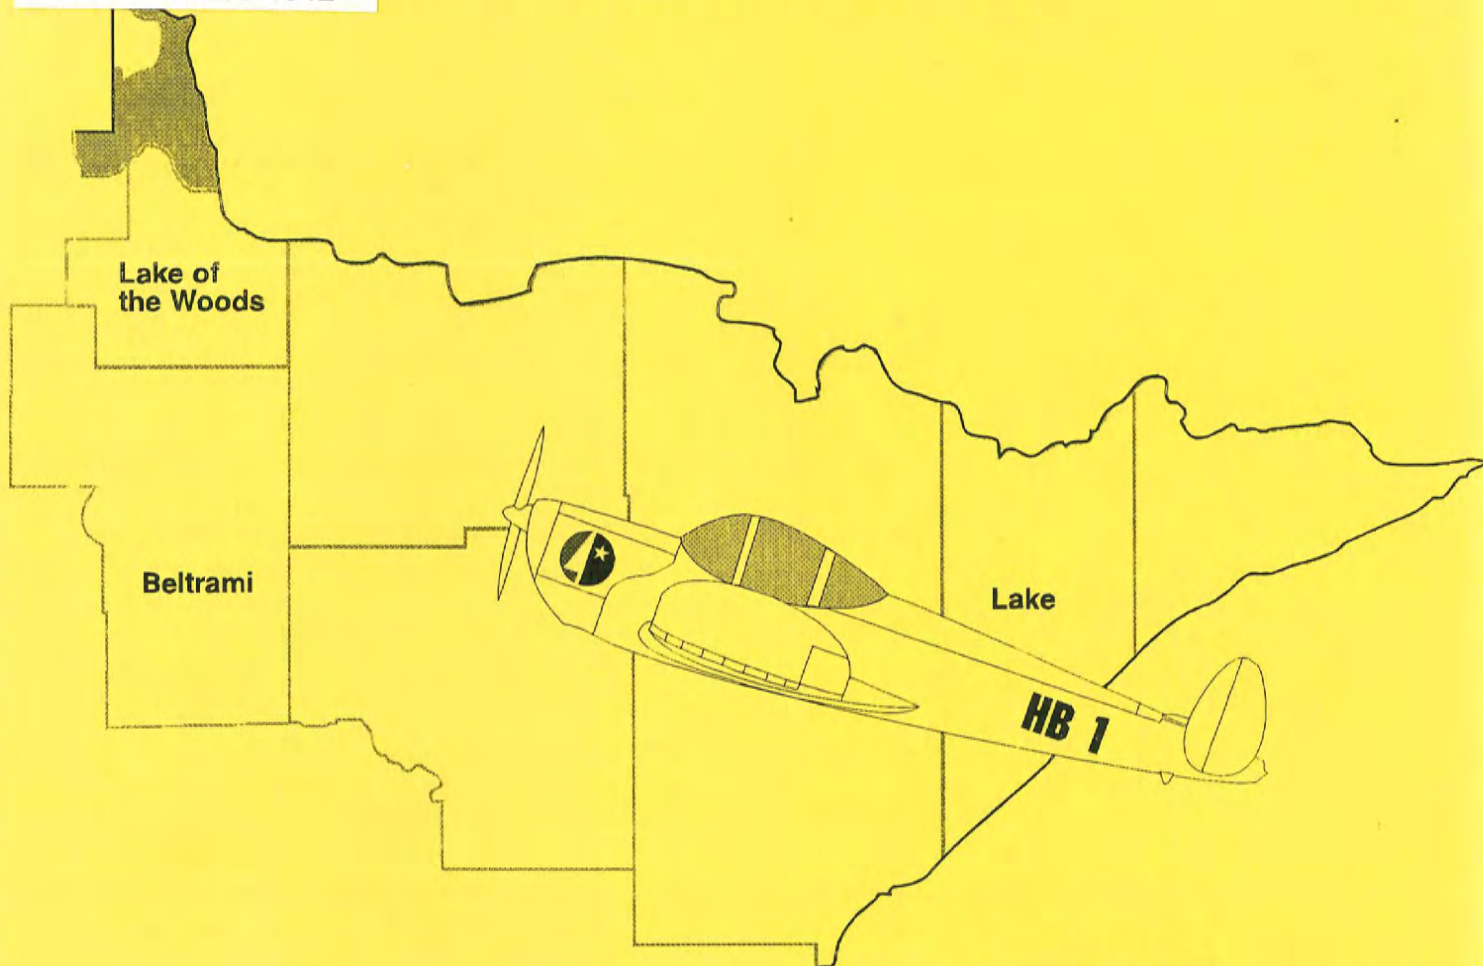 Lake of
the Woods
Beltrami
Lake
HB 1